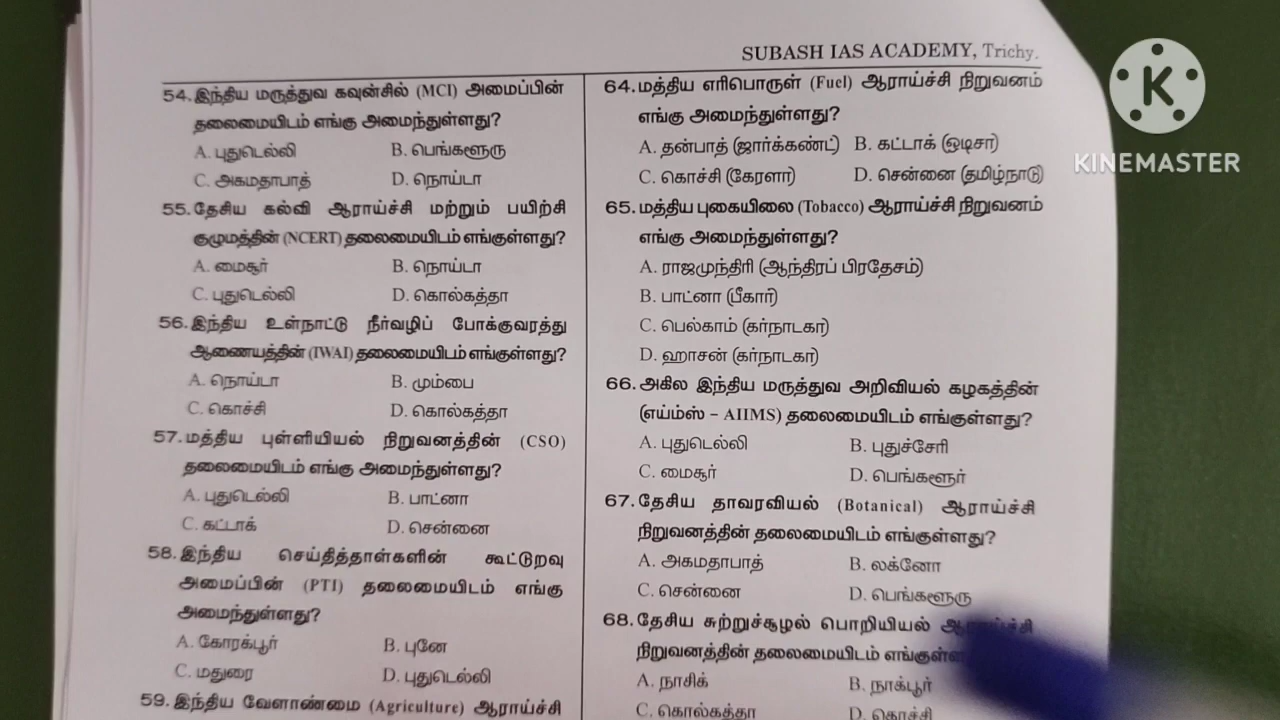 SUBASH IAS ACADEMY, Trichy.
54. இந்திய மருத்துவ கவுன்சில் (MCI) அமைப்பின்
தலைமையிடம் எங்கு அமைந்துள்ளது?
A. புதுடெல்லி B. பெங்களூரு
C. அகமதாபாத் D. நொய்டா
55. தேசிய கல்வி ஆராய்ச்சி மற்றும் பயிற்சி
குழுமத்தின் (NCERT) தலைமையிடம் எங்குள்ளது?
A. மைசூர் B. நொய்டா
C. புதுடெல்லி D. கொல்கத்தா
56. இந்திய உள்நாட்டு நீர்வழிப் போக்குவரத்து
ஆணையத்தின் (IWAI) தலைமையிடம் எங்குள்ளது?
A. நொய்டா B. மும்பை
C. கொச்சி D. கொல்கத்தா
57. மத்திய புள்ளியியல் நிறுவனத்தின் (CSO)
தலைமையிடம் எங்கு அமைந்துள்ளது?
A. புதுடெல்லி B. பாட்னா
C. கட்டாக் D. சென்னை
58. இந்திய செய்தித்தாள்களின் கூட்டுறவு
அமைப்பின் (PTI) தலைமையிடம் எங்கு
அமைந்துள்ளது?
A. கோரக்பூர் B. புனே
C. மதுரை D. புதுடெல்லி
59. இந்திய வேளாண்மை (Agriculture) ஆராய்ச்சி
64. மத்திய எரிபொருள் (Fuel) ஆராய்ச்சி நிறுவனம்
எங்கு அமைந்துள்ளது?
A. தன்பாத் (ஜார்க்கண்ட்) B. கட்டாக் (ஒடிசா)
C. கொச்சி (கேரளா) D. சென்னை (தமிழ்நாடு)
65. மத்திய புகையிலை (Tobacco) ஆராய்ச்சி நிறுவனம்
எங்கு அமைந்துள்ளது?
A. ராஜமுந்திரி (ஆந்திரப் பிரதேசம்)
B. பாட்னா (பீகார்)
C. பெல்காம் (கர்நாடகா)
D. ஹாசன் (கர்நாடகா)
66. அகில இந்திய மருத்துவ அறிவியல் கழகத்தின்
(எய்ம்ஸ் – AIIMS) தலைமையிடம் எங்குள்ளது?
A. புதுடெல்லி B. புதுச்சேரி
C. மைசூர் D. பெங்களூர்
67. தேசிய தாவரவியல் (Botanical) ஆராய்ச்சி
நிறுவனத்தின் தலைமையிடம் எங்குள்ளது?
A. அகமதாபாத் B. லக்னோ
C. சென்னை D. பெங்களூரு
68. தேசிய சுற்றுச்சூழல் பொறியியல்
நிறுவனத்தின் தலைமையிடம்
A. நாசிக் B. நாக்பூர்
C. கொல்கத்தா D. கொச்சி
K
KINEMASTER